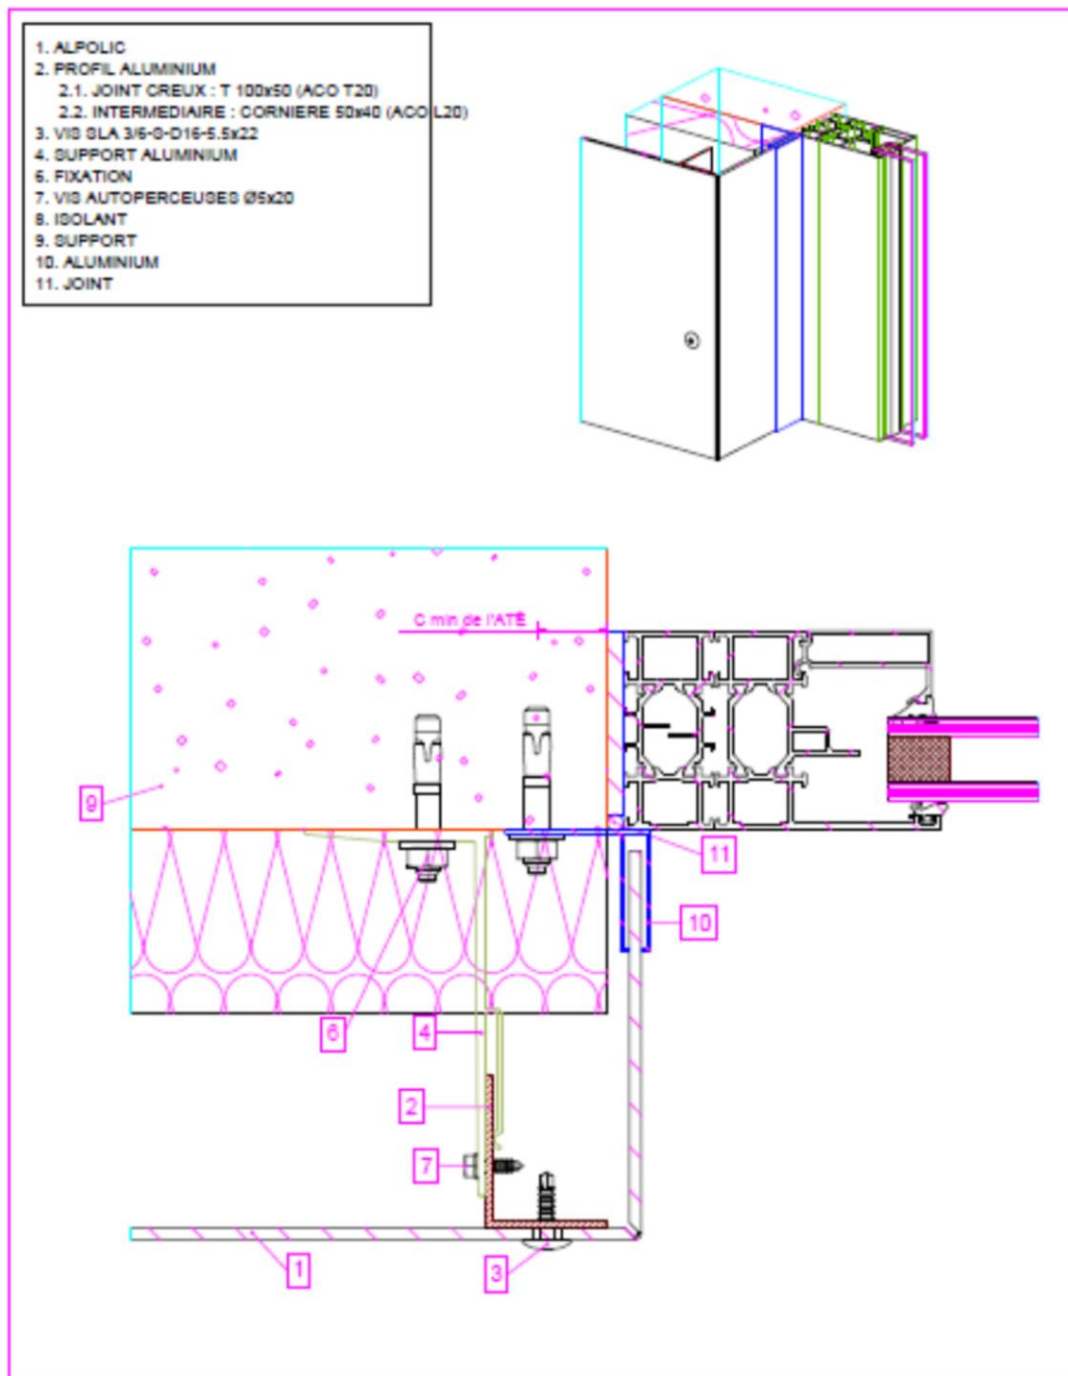 1. ALPOLIC
2. PROFIL ALUMINIUM
2.1. JOINT CREUX : T 100x50 (ACO T20)
2.2. INTERMEDIAIRE : CORNIERE 50x40 (ACO L20)
3. VIS SLA 3/6-S-D16-5.5x22
4. SUPPORT ALUMINIUM
6. FIXATION
7. VIS AUTOPERCEUSES Ø5x20
8. ISOLANT
9. SUPPORT
10. ALUMINIUM
11. JOINT
C min de l'ATE
9
11
10
6
4
2
7
1
3